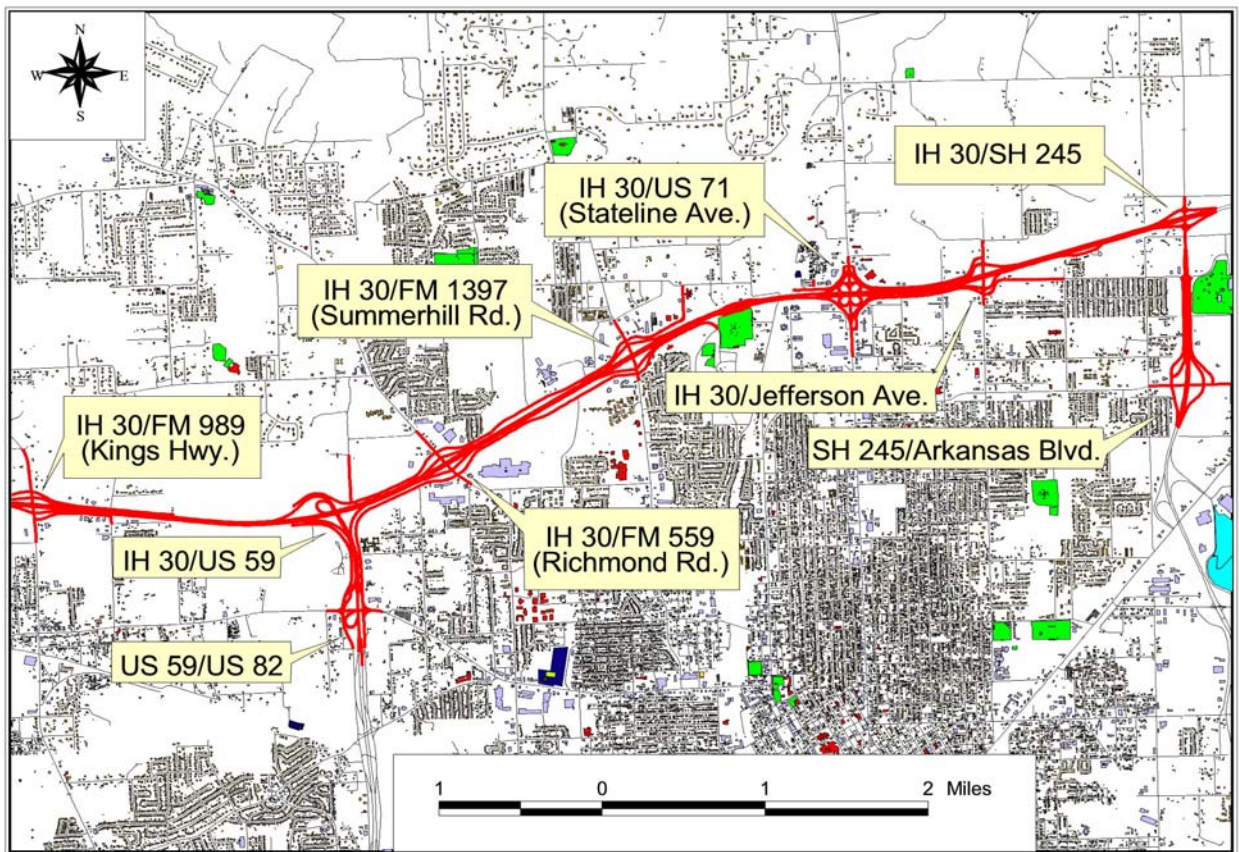 N
W E
S
IH 30/SH 245
IH 30/US 71
(Stateline Ave.)
IH 30/FM 1397
(Summerhill Rd.)
IH 30/Jefferson Ave.
IH 30/FM 989
(Kings Hwy.)
SH 245/Arkansas Blvd.
IH 30/US 59
IH 30/FM 559
(Richmond Rd.)
US 59/US 82
1 0 1 2 Miles